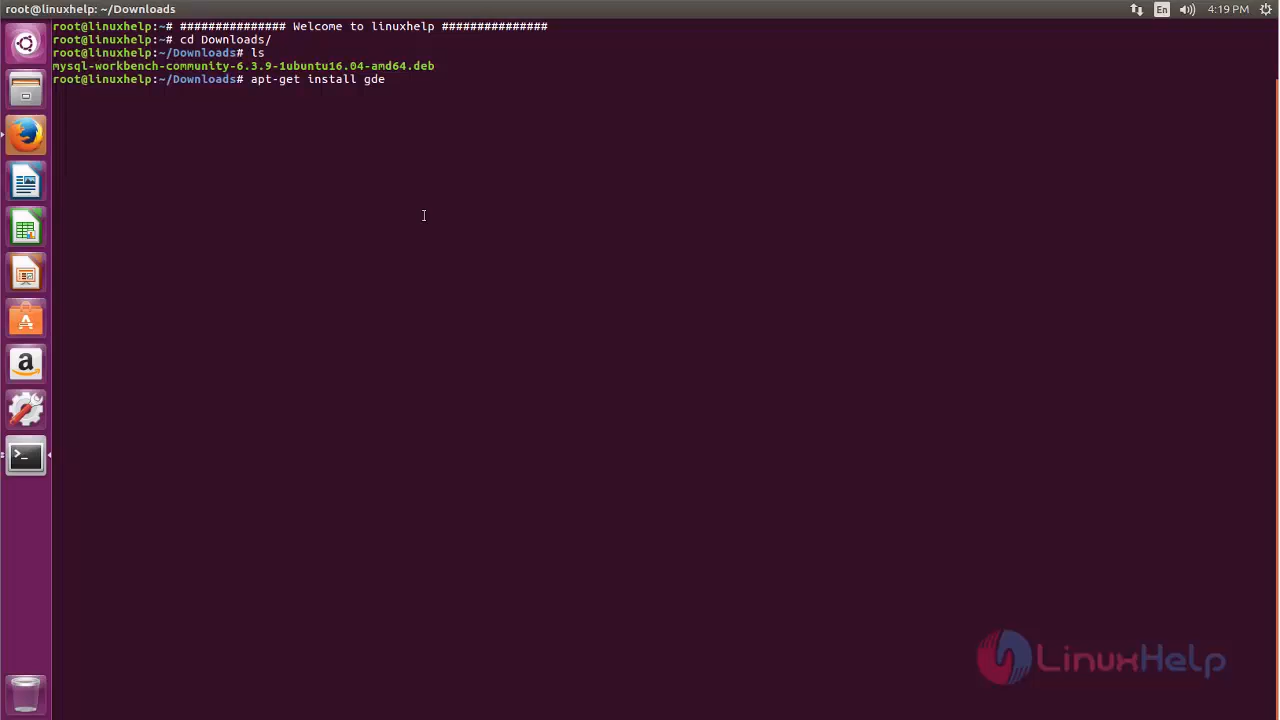 root@linuxhelp: ~/Downloads
En
4:19 PM
root@linuxhelp:~# ############### Welcome to linuxhelp ###############
root@linuxhelp:~# cd Downloads/
root@linuxhelp:~/Downloads# ls
mysql-workbench-community-6.3.9-1ubuntu16.04-amd64.deb
root@linuxhelp:~/Downloads# apt-get install gde
LinuxHelp